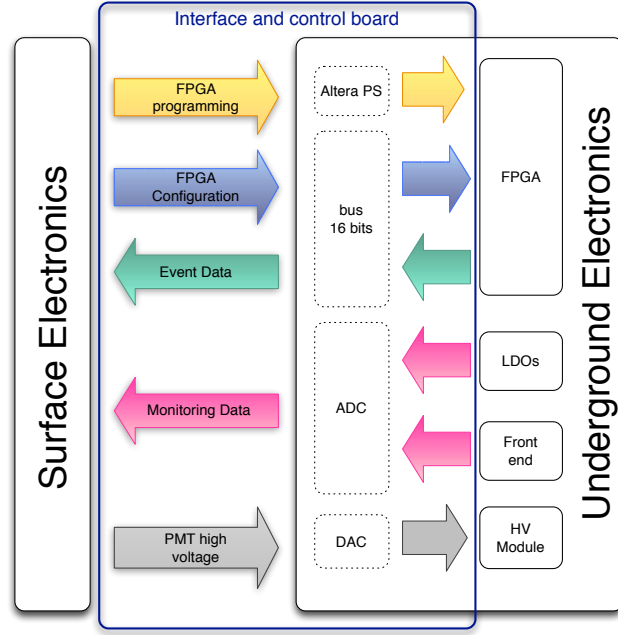 Interface and control board
Surface Electronics
FPGA
programming
Altera PS
FPGA
Configuration
bus
16 bits
FPGA
Event Data
LDOs
Monitoring Data
ADC
Front
end
PMT high
voltage
DAC
HV
Module
Underground Electronics